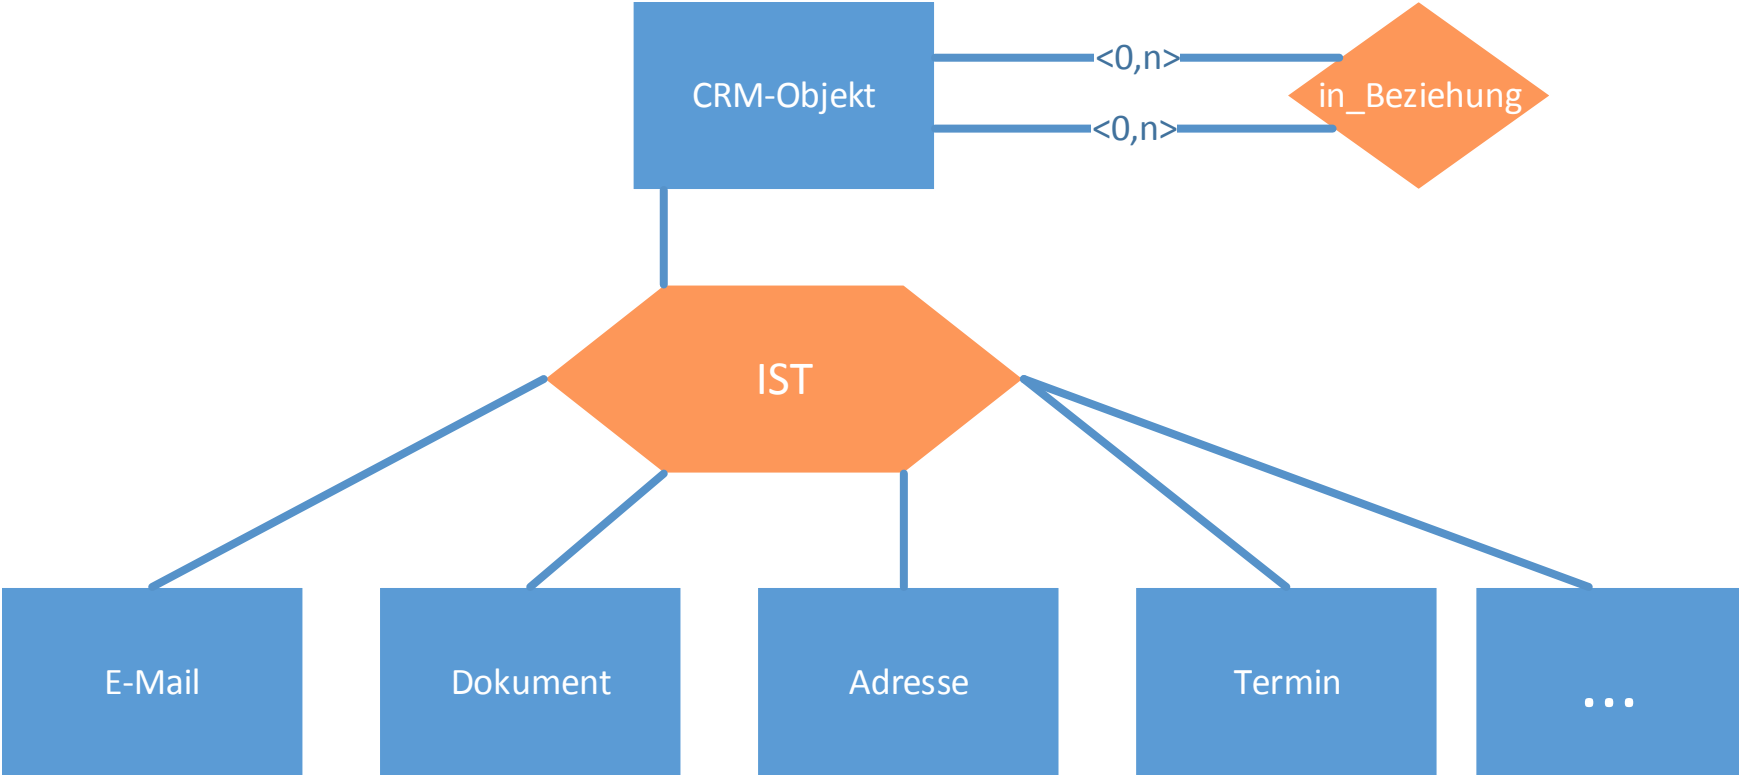 CRM-Objekt
<0,n>
<0,n>
in_Beziehung
IST
E-Mail
Dokument
Adresse
Termin
...